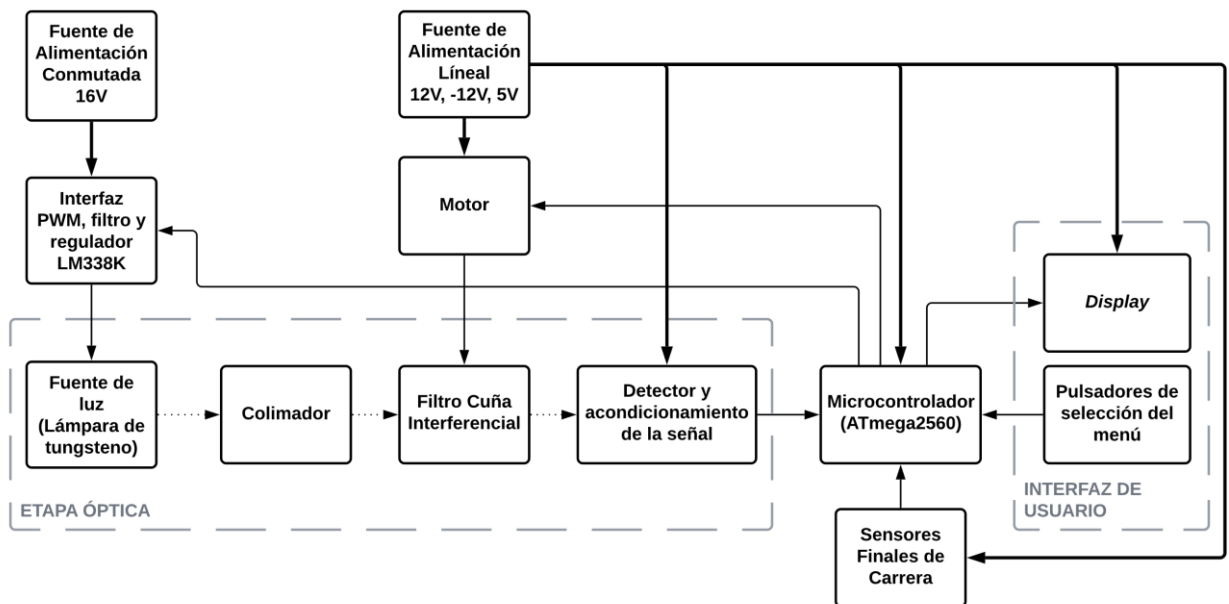 Fuente de
Alimentación
Conmutada
16V
Fuente de
Alimentación
Líneal
12V, -12V, 5V
Interfaz
PWM, filtro y
regulador
LM338K
Motor
Display
Fuente de
luz
(Lámpara de
tungsteno)
Colimador
Filtro Cuña
Interferencial
Detector y
acondicionamiento
de la señal
Microcontrolador
(ATmega2560)
Pulsadores de
selección del
menú
ETAPA ÓPTICA
INTERFAZ DE
USUARIO
Sensores
Finales de
Carrera